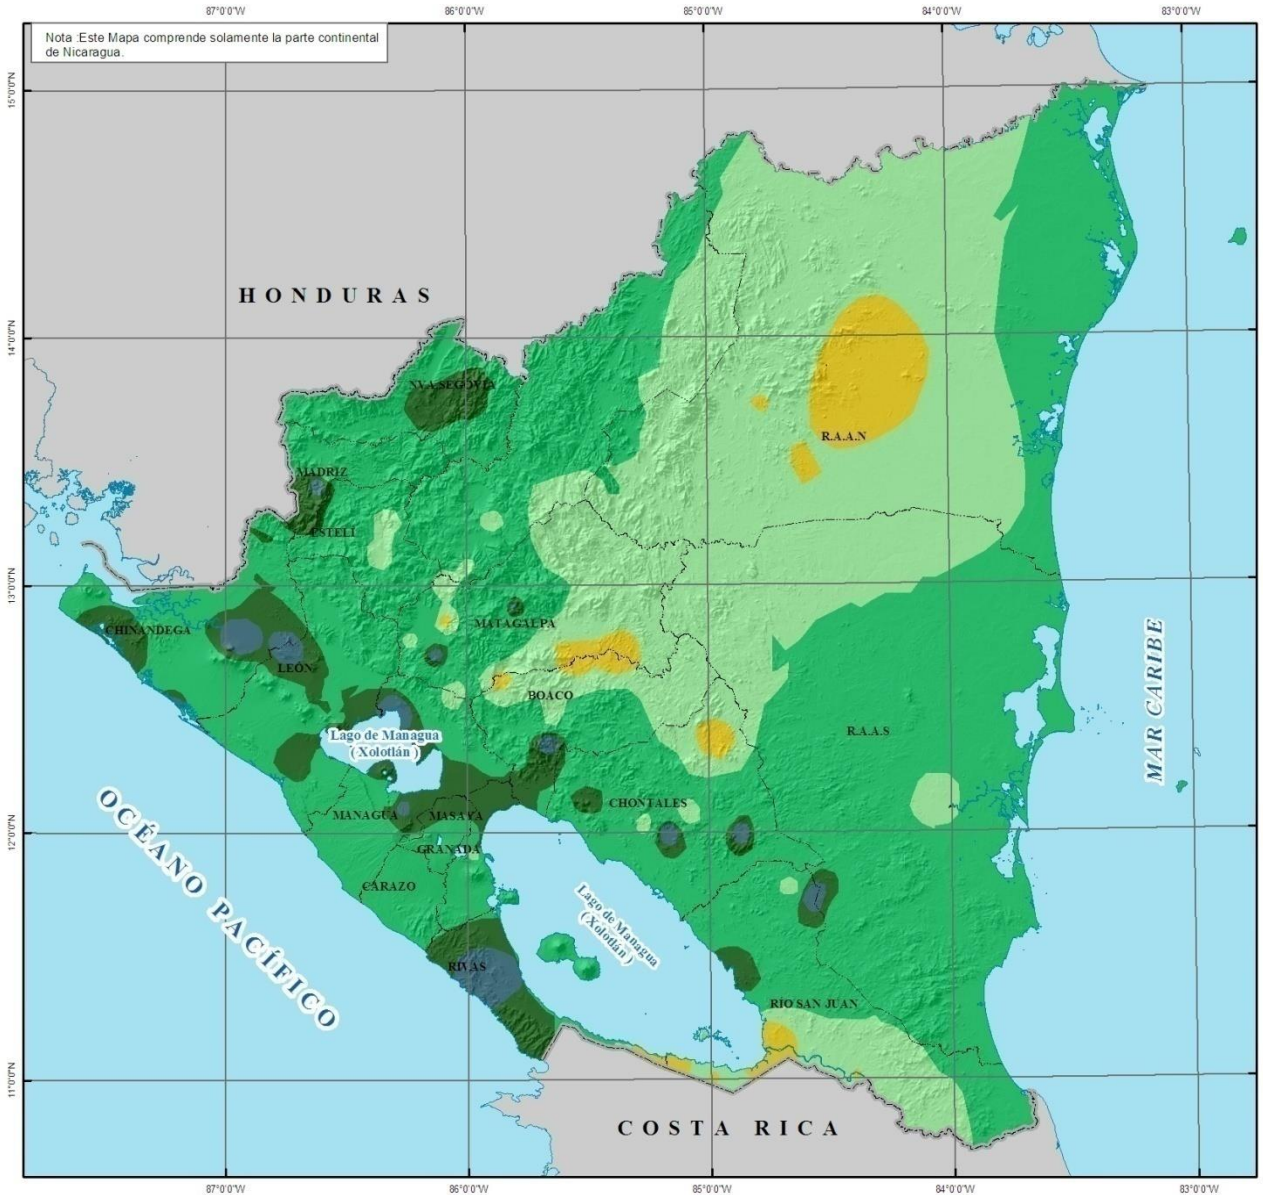 87°0'0"W
86°0'0"W
85°0'0"W
84°0'0"W
83°0'0"W
Nota :Este Mapa comprende solamente la parte continental
de Nicaragua.
15°0'0"N
HONDURAS
14°0'0"N
NVA.SEGOVIA
R.A.A.N
MADRIZ
ESTELÍ
13°0'0"N
CHINANDEGA
MATAGALPA
LEÓN
BOACO
MAR CARIBE
R.A.A.S
Lago de Managua
(Xolotlán)
CHONTALES
MANAGUA
MASAYA
12°0'0"N
GRANADA
CARAZO
OCÉANO PACÍFICO
Lago de Managua
(Xolotlán)
RIVAS
RIO SAN JUAN
11°0'0"N
COSTA RICA
87°0'0"W
86°0'0"W
85°0'0"W
84°0'0"W
83°0'0"W